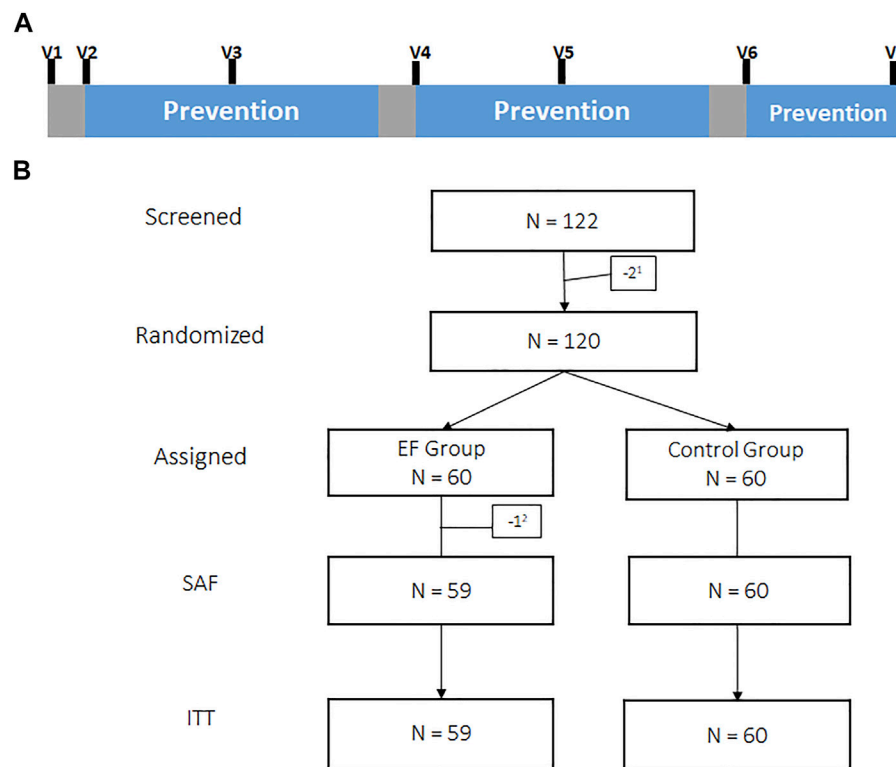 A
V1 V2 V3 V4 V5 V6 V
Prevention Prevention Prevention
B
Screened
N = 122
-2¹
Randomized
N = 120
Assigned
EF Group
N = 60
Control Group
N = 60
-1²
SAF
N = 59
N = 60
ITT
N = 59
N = 60